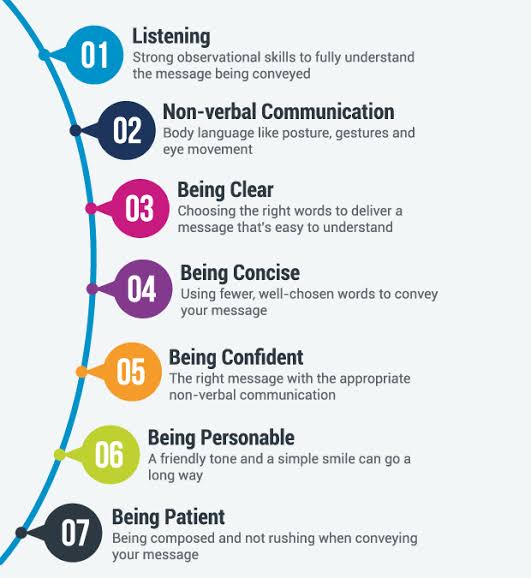 01
Listening
Strong observational skills to fully understand
the message being conveyed
02
Non-verbal Communication
Body language like posture, gestures and
eye movement
03
Being Clear
Choosing the right words to deliver a
message that's easy to understand
04
Being Concise
Using fewer, well-chosen words to convey
your message
05
Being Confident
The right message with the appropriate
non-verbal communication
06
Being Personable
A friendly tone and a simple smile can go a
long way
07
Being Patient
Being composed and not rushing when conveying
your message